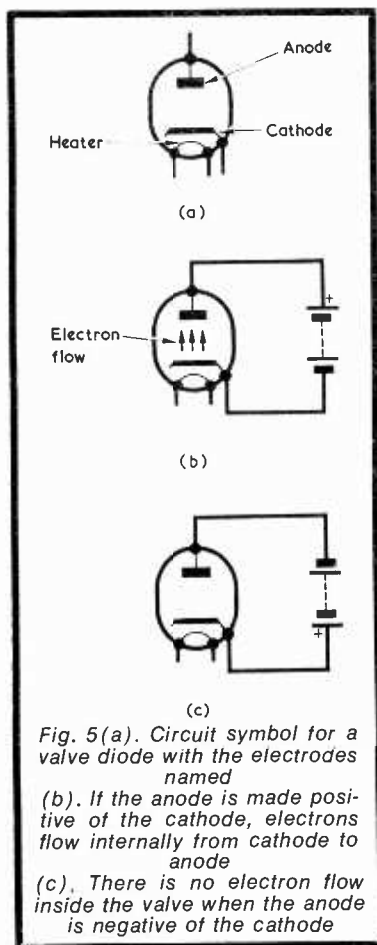 Anode
Heater
Cathode
(a)
+
Electron
flow
(b)
+
(c)
Fig. 5(a). Circuit symbol for a
valve diode with the electrodes
named
(b). If the anode is made posi-
tive of the cathode, electrons
flow internally from cathode to
anode
(c). There is no electron flow
inside the valve when the anode
is negative of the cathode